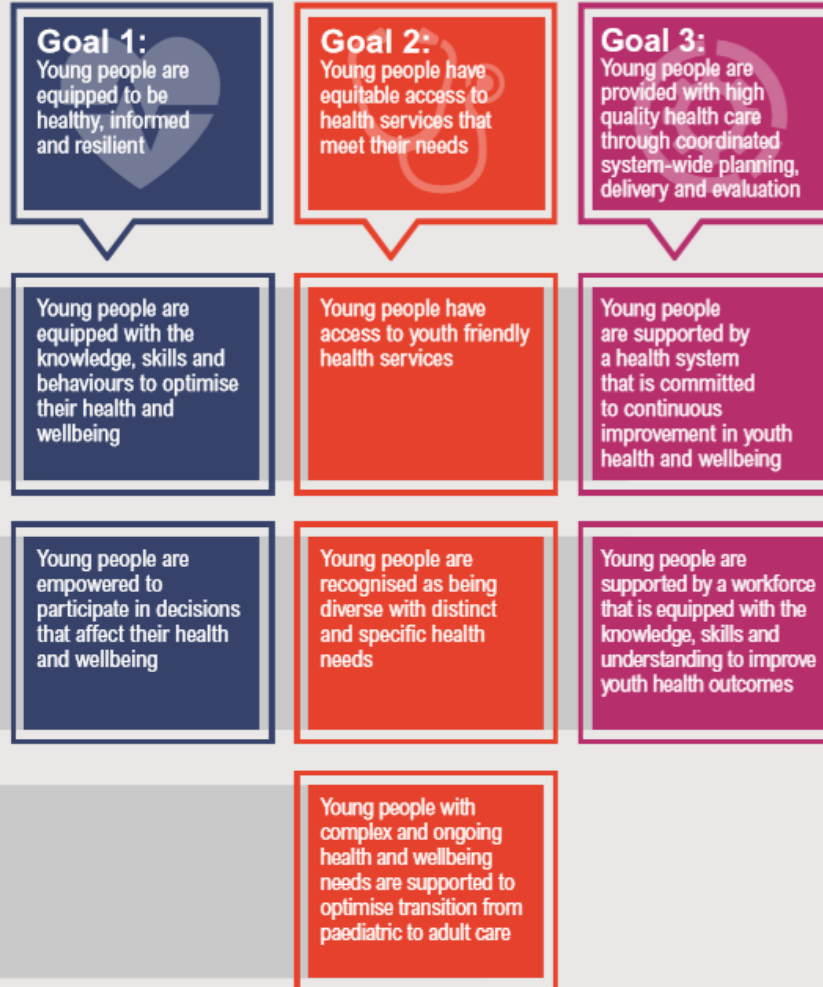 Goal 1:
Young people are
equipped to be
healthy, informed
and resilient
Goal 2:
Young people have
equitable access to
health services that
meet their needs
Goal 3:
Young people are
provided with high
quality health care
through coordinated
system-wide planning,
delivery and evaluation
Young people are
equipped with the
knowledge, skills and
behaviours to optimise
their health and
wellbeing
Young people have
access to youth friendly
health services
Young people
are supported by
a health system
that is committed
to continuous
improvement in youth
health and wellbeing
Young people are
empowered to
participate in decisions
that affect their health
and wellbeing
Young people are
recognised as being
diverse with distinct
and specific health
needs
Young people are
supported by a workforce
that is equipped with the
knowledge, skills and
understanding to improve
youth health outcomes
Young people with
complex and ongoing
health and wellbeing
needs are supported to
optimise transition from
paediatric to adult care